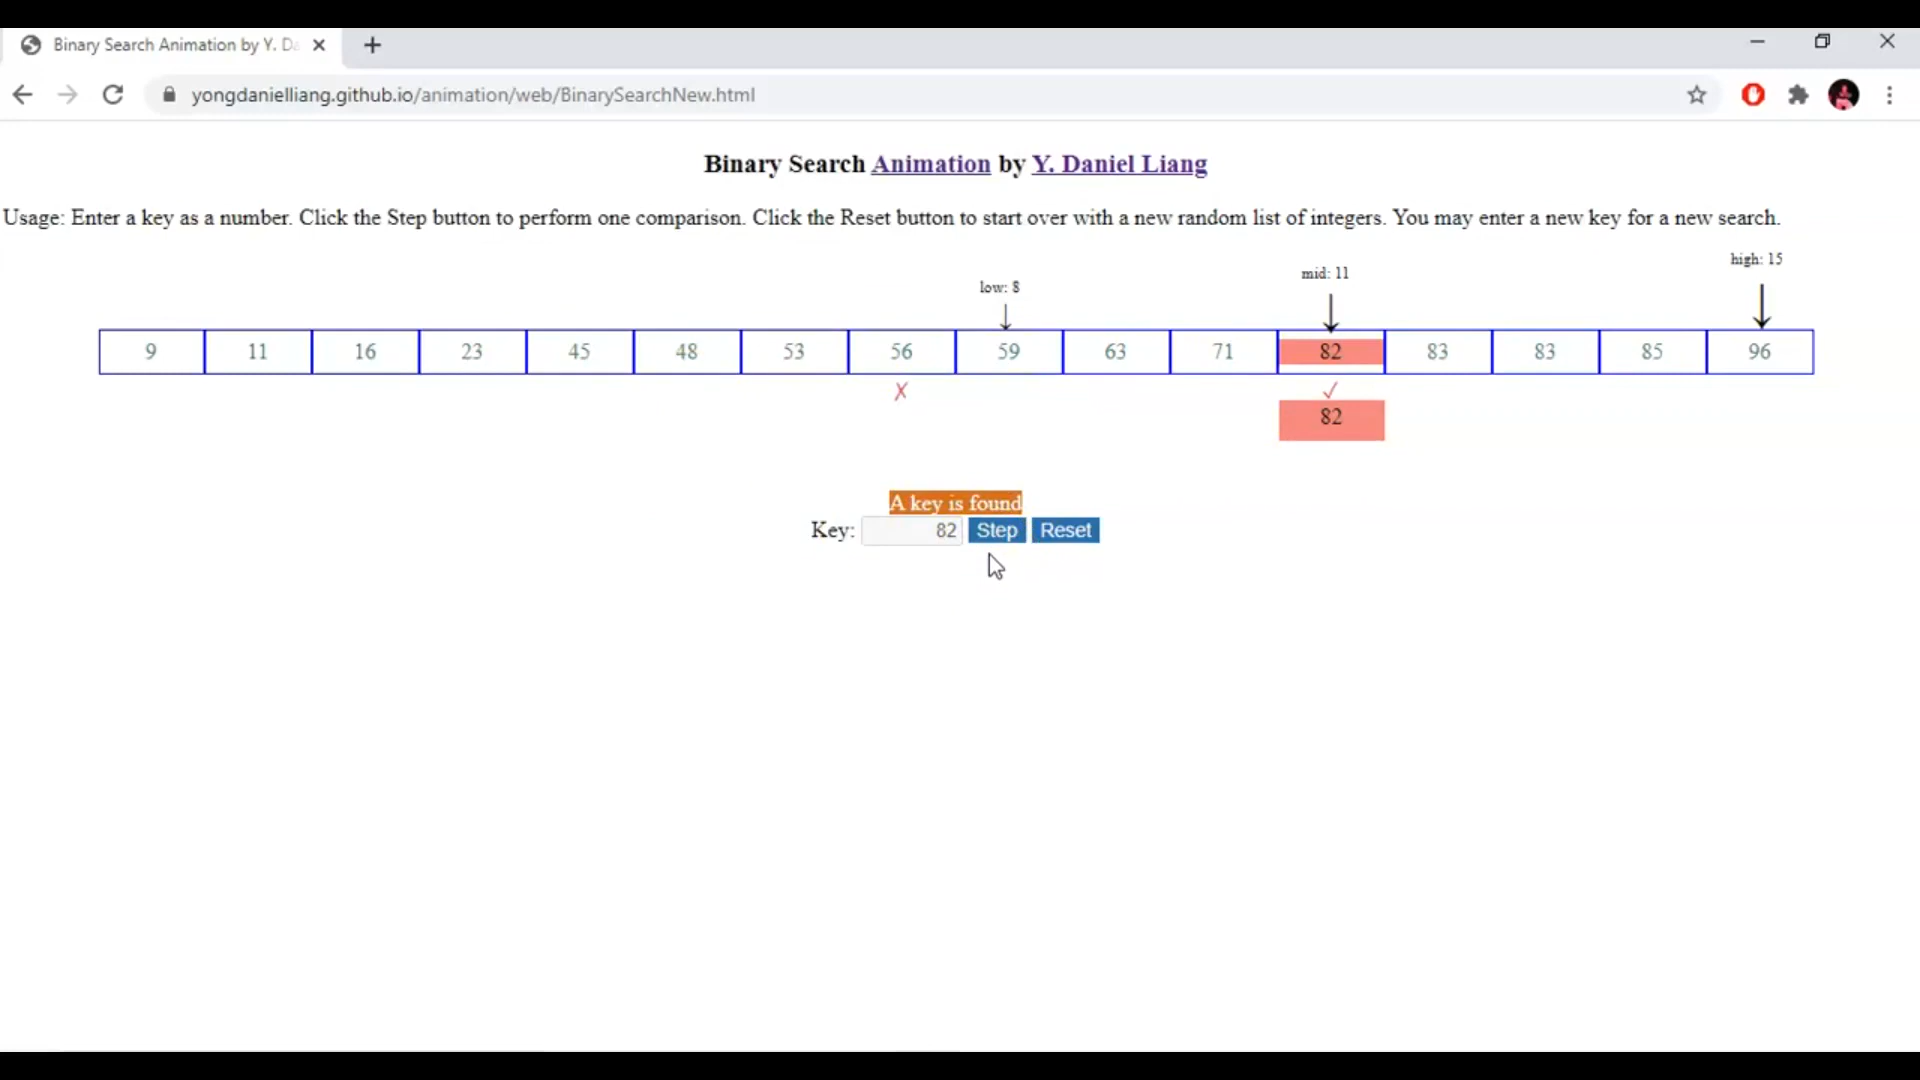 Binary Search Animation by Y. Da
yongdanielliang.github.io/animation/web/BinarySearchNew.html
Binary Search Animation by Y. Daniel Liang
Usage: Enter a key as a number. Click the Step button to perform one comparison. Click the Reset button to start over with a new random list of integers. You may enter a new key for a new search.
low: 8 mid: 11 high: 15
9 11 16 23 45 48 53 56 59 63 71 82 83 83 85 96
✗ ✓
82
A key is found
Key: 82 Step Reset